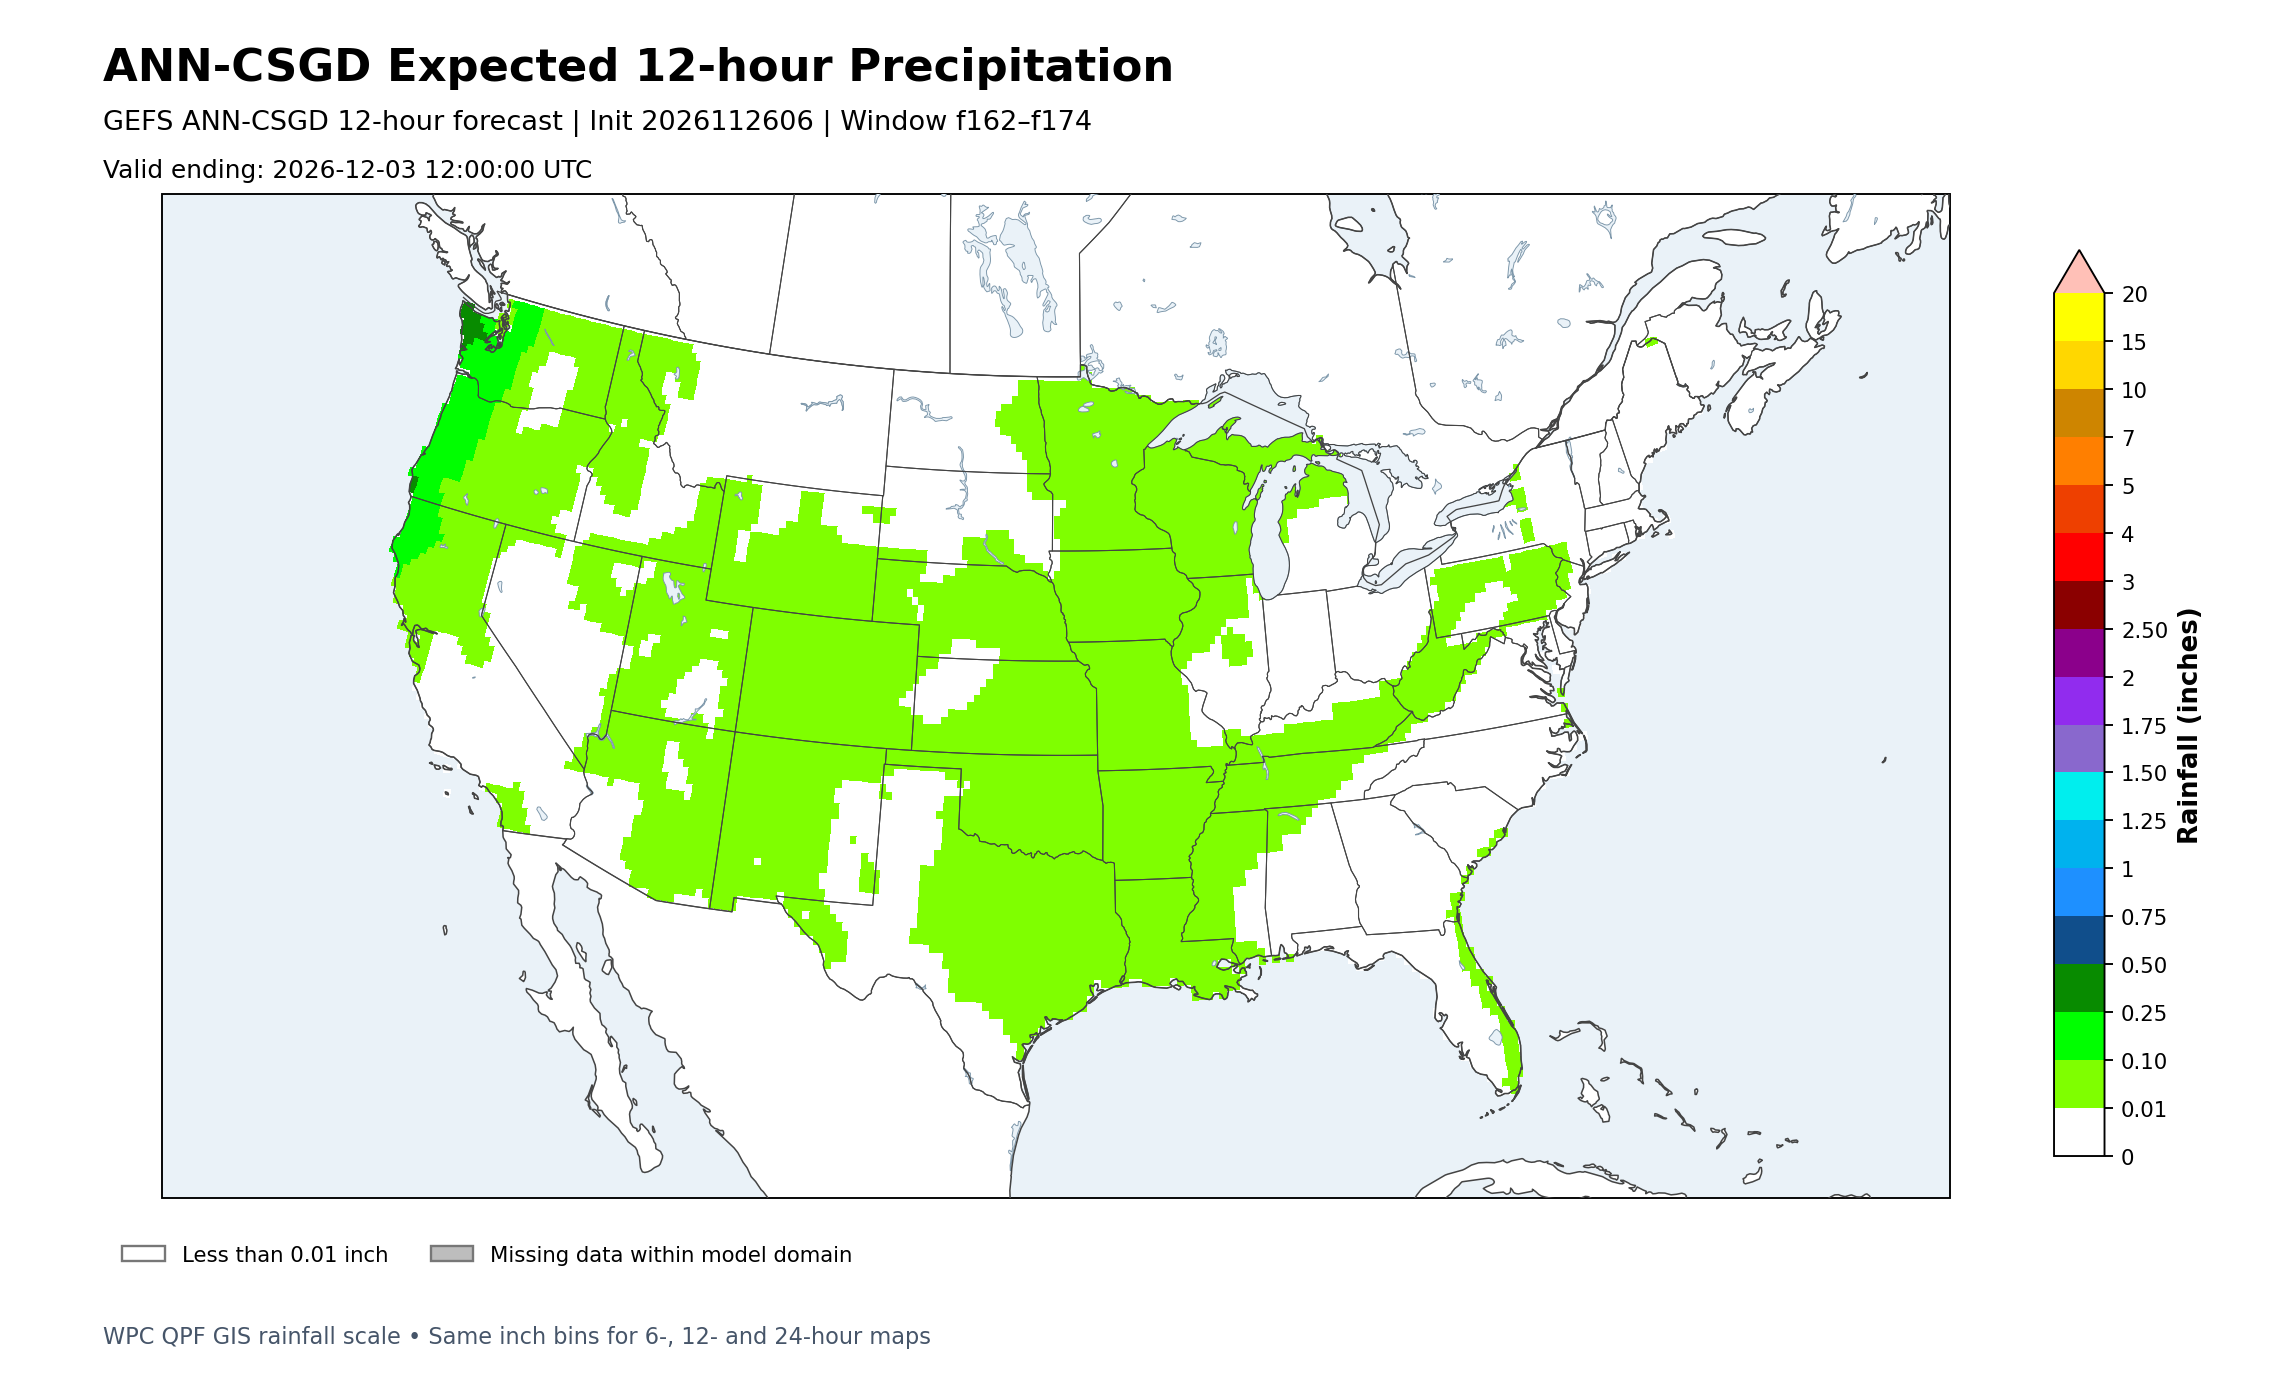 ANN-CSGD Expected 12-hour Precipitation
GEFS ANN-CSGD 12-hour forecast | Init 2026112606 | Window f162–f174
Valid ending: 2026-12-03 12:00:00 UTC
20
15
10
7
5
4
3
2.50
2
1.75
1.50
1.25
1
0.75
0.50
0.25
0.10
0.01
0
Rainfall (inches)
Less than 0.01 inch
Missing data within model domain
WPC QPF GIS rainfall scale • Same inch bins for 6-, 12- and 24-hour maps